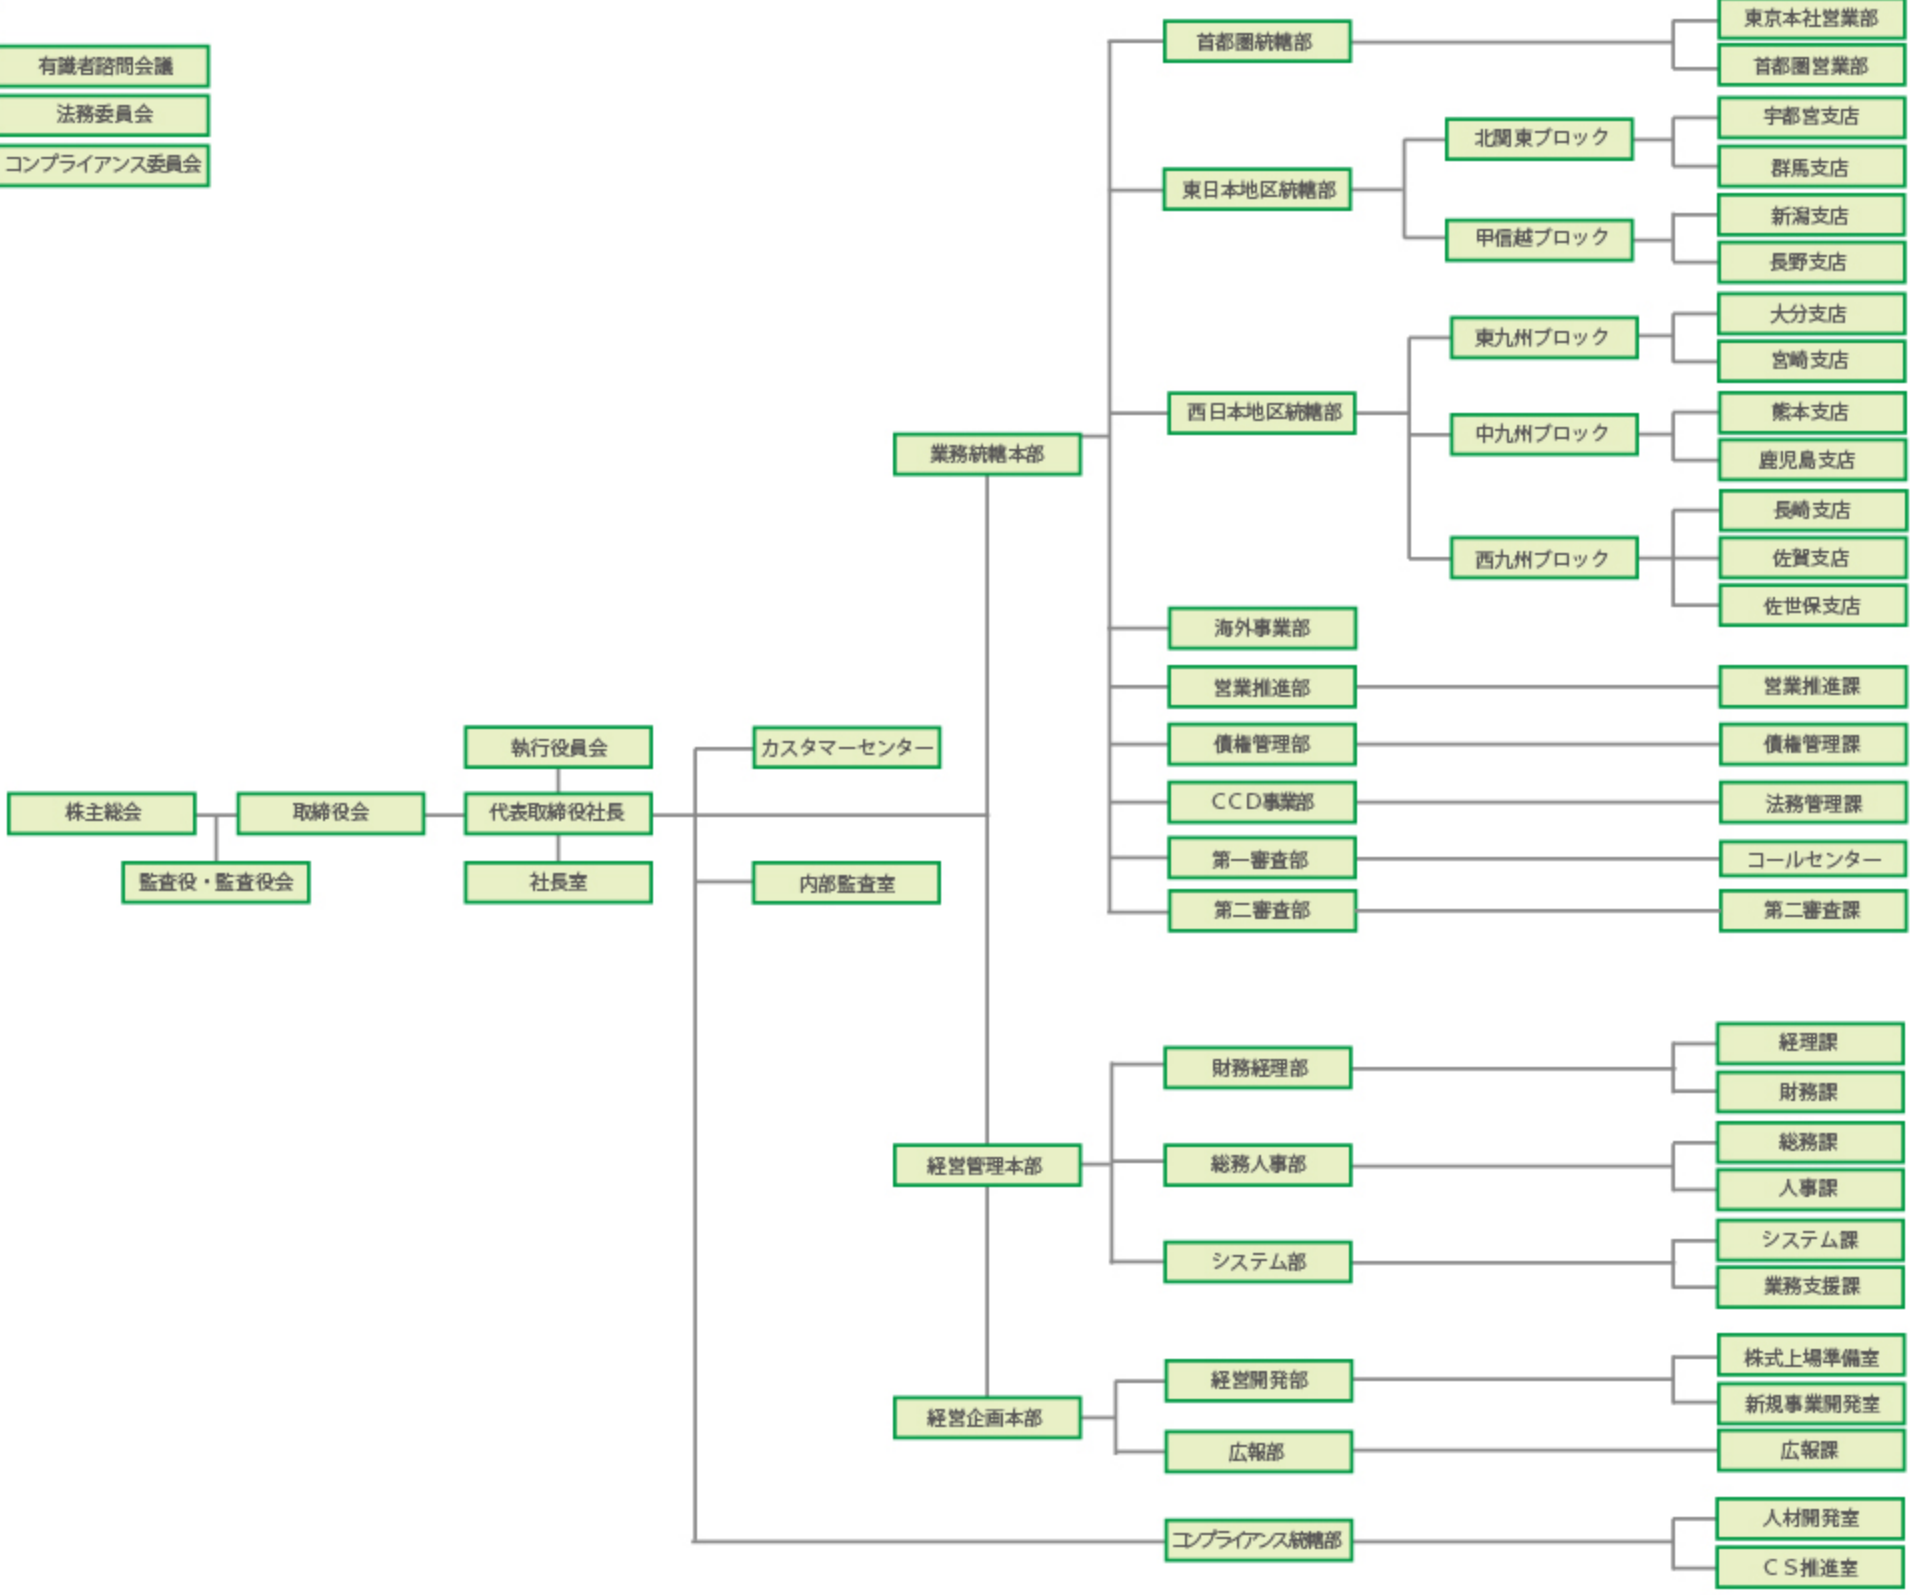 有識者諮問会議
法務委員会
コンプライアンス委員会
株主総会
監査役・監査役会
取締役会
執行役員会
代表取締役社長
社長室
カスタマーセンター
内部監査室
業務統轄本部
首都圏統轄部
東京本社営業部
首都圏営業部
東日本地区統轄部
北関東ブロック
宇都宮支店
群馬支店
甲信越ブロック
新潟支店
長野支店
西日本地区統轄部
東九州ブロック
大分支店
宮崎支店
中九州ブロック
熊本支店
鹿児島支店
西九州ブロック
長崎支店
佐賀支店
佐世保支店
海外事業部
営業推進部
営業推進課
債権管理部
債権管理課
ＣＣＤ事業部
法務管理課
第一審査部
コールセンター
第二審査部
第二審査課
経営管理本部
財務経理部
経理課
財務課
総務人事部
総務課
人事課
システム部
システム課
業務支援課
経営企画本部
経営開発部
株式上場準備室
新規事業開発室
広報部
広報課
コンプライアンス統轄部
人材開発室
ＣＳ推進室